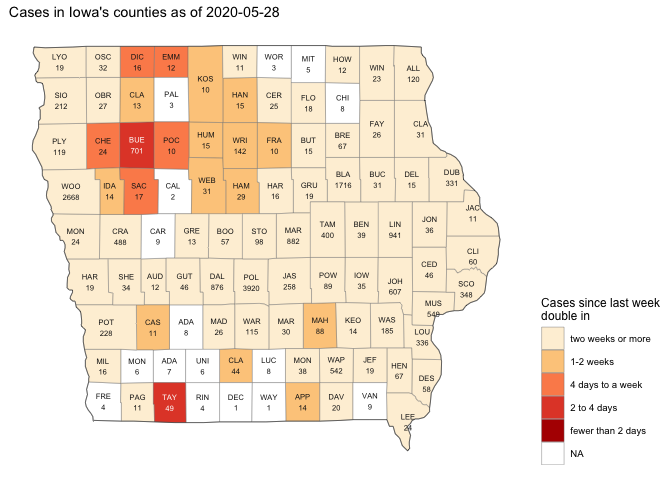 Cases in Iowa's counties as of 2020-05-28
LYO OSC DIC EMM WIN WOR MIT HOW WIN ALL
19 32 16 12 11 3 5 12 23 120
KOS
10
SIO OBR CLA PAL HAN CER FLO CHI
212 27 13 3 15 25 18 8
FAY CLA
26 31
PLY CHE BUE POC HUM WRI FRA BUT BRE
119 24 701 10 15 142 10 15 67
WOO IDA SAC CAL WEB HAM HAR GRU BLA BUC DEL DUB
2668 14 17 2 31 29 16 19 1716 31 15 331
JAC
11
MON CRA CAR GRE BOO STO MAR TAM BEN LIN JON
24 488 9 13 57 98 882 400 39 941 36
CLI
60
HAR SHE AUD GUT DAL POL JAS POW IOW JOH CED SCO
19 34 12 46 876 3920 258 89 35 607 46 348
MUS
549
POT CAS ADA MAD WAR MAR MAH KEO WAS LOU
228 11 8 26 115 30 88 14 185 336
MIL MON ADA UNI CLA LUC MON WAP JEF HEN DES
16 6 7 6 44 8 38 542 19 67 58
FRE PAG TAY RIN DEC WAY APP DAV VAN LEE
4 11 49 4 1 1 14 20 9 24
Cases since last week
double in
two weeks or more
1-2 weeks
4 days to a week
2 to 4 days
fewer than 2 days
NA